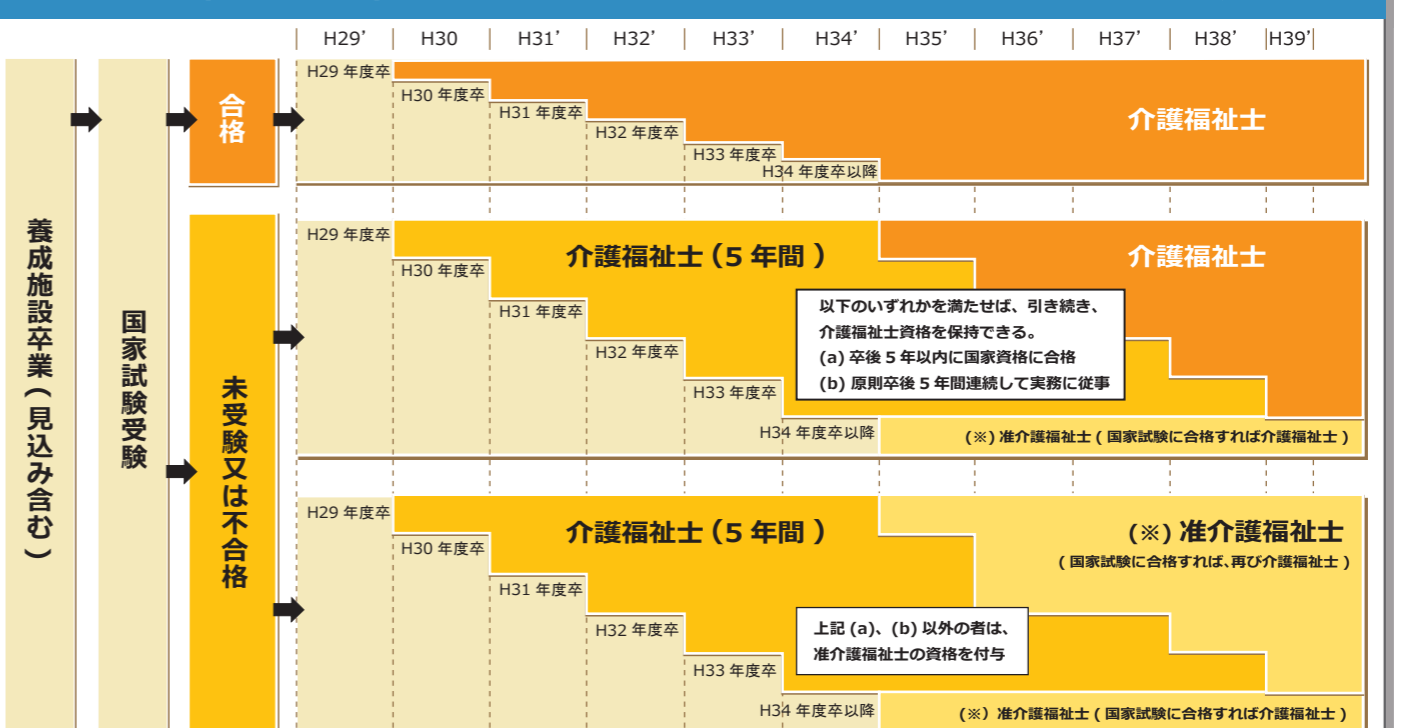 H29’ H30 H31’ H32’ H33’ H34’ H35’ H36’ H37’ H38’ H39’
養成施設卒業(見込み含む)
国家試験受験
合格
H29 年度卒
H30 年度卒
H31 年度卒
H32 年度卒
H33 年度卒
H34 年度卒以降
介護福祉士
未受験又は不合格
H29 年度卒
H30 年度卒
H31 年度卒
H32 年度卒
H33 年度卒
H34 年度卒以降
介護福祉士(5 年間 )
介護福祉士
以下のいずれかを満たせば、引き続き、
介護福祉士資格を保持できる。
(a) 卒後 5 年以内に国家資格に合格
(b) 原則卒後 5 年間連続して実務に従事
(※) 准介護福祉士 ( 国家試験に合格すれば介護福祉士 )
H29 年度卒
H30 年度卒
H31 年度卒
H32 年度卒
H33 年度卒
H34 年度卒以降
介護福祉士(5 年間 )
(※) 准介護福祉士
( 国家試験に合格すれば、再び介護福祉士 )
上記 (a)、(b) 以外の者は、
准介護福祉士の資格を付与
(※) 准介護福祉士 ( 国家試験に合格すれば介護福祉士 )